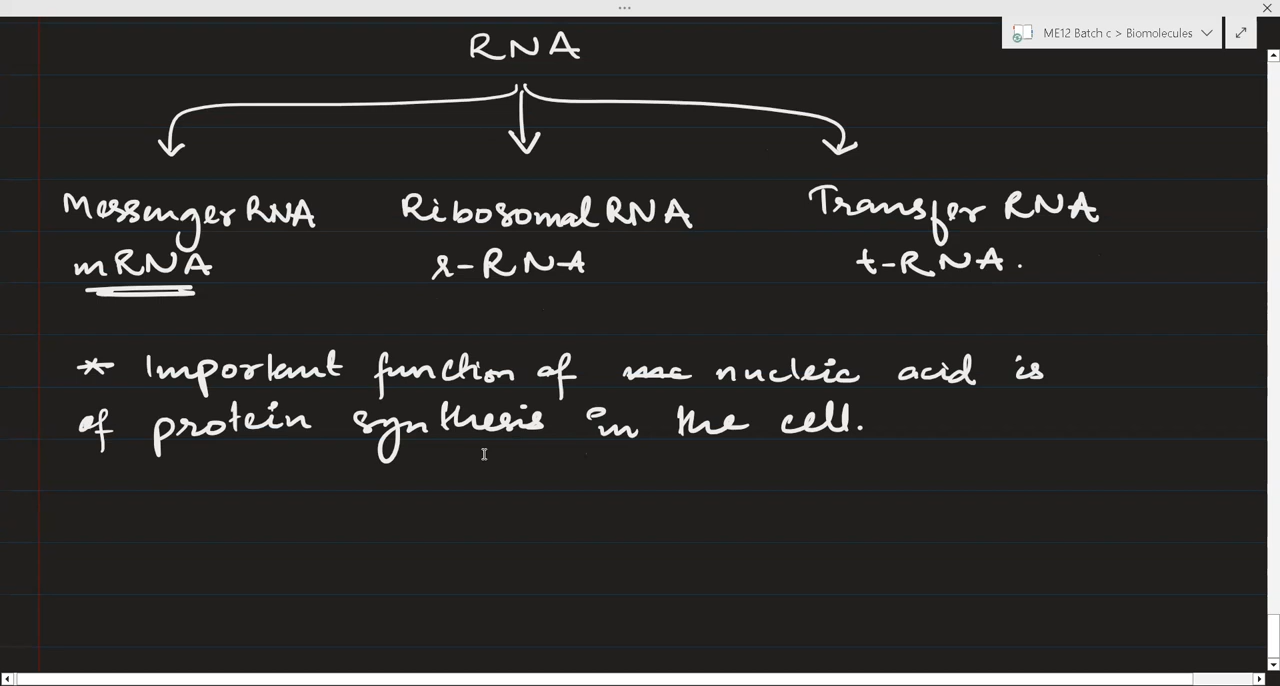 ME12 Batch c > Biomolecules
RNA
Messenger RNA Ribosomal RNA Transfer RNA
mRNA r-RNA t-RNA.
* Important function of nucleic acid is
of protein synthesis in the cell.